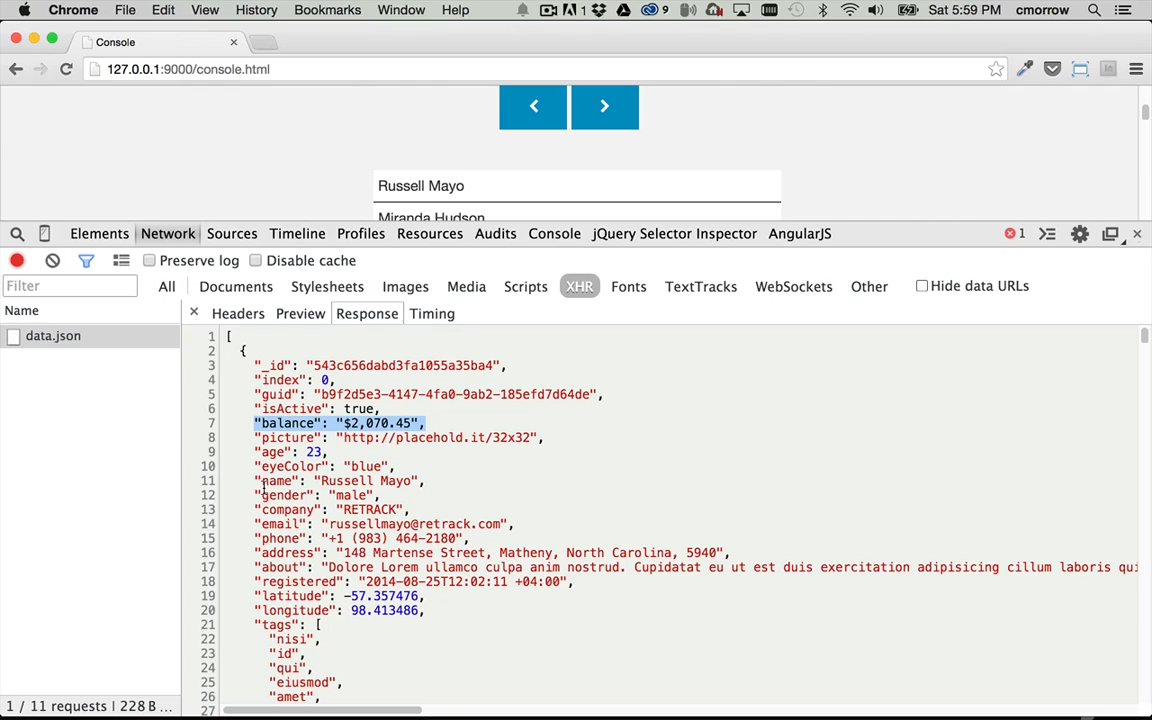 Chrome File Edit View History Bookmarks Window Help 1 9 Sat 5:59 PM cmorrow
Console
127.0.0.1:9000/console.html
Russell Mayo
Miranda Hudson
Elements Network Sources Timeline Profiles Resources Audits Console jQuery Selector Inspector AngularJS 1
Preserve log Disable cache
Filter All Documents Stylesheets Images Media Scripts XHR Fonts TextTracks WebSockets Other Hide data URLs
Name Headers Preview Response Timing
data.json
1 [
2 {
3 "_id": "543c656dabd3fa1055a35ba4",
4 "index": 0,
5 "guid": "b9f2d5e3-4147-4fa0-9ab2-185efd7d64de",
6 "isActive": true,
7 "balance": "$2,070.45",
8 "picture": "http://placehold.it/32x32",
9 "age": 23,
10 "eyeColor": "blue",
11 "name": "Russell Mayo",
12 "gender": "male",
13 "company": "RETRACK",
14 "email": "russellmayo@retrack.com",
15 "phone": "+1 (983) 464-2180",
16 "address": "148 Martense Street, Matheny, North Carolina, 5940",
17 "about": "Dolore Lorem ullamco culpa anim nostrud. Cupidatat eu ut est duis exercitation adipisicing cillum laboris qui
18 "registered": "2014-08-25T12:02:11 +04:00",
19 "latitude": -57.357476,
20 "longitude": 98.413486,
21 "tags": [
22 "nisi",
23 "id",
24 "qui",
25 "eiusmod",
26 "amet",
27
1 / 11 requests | 228 B ...